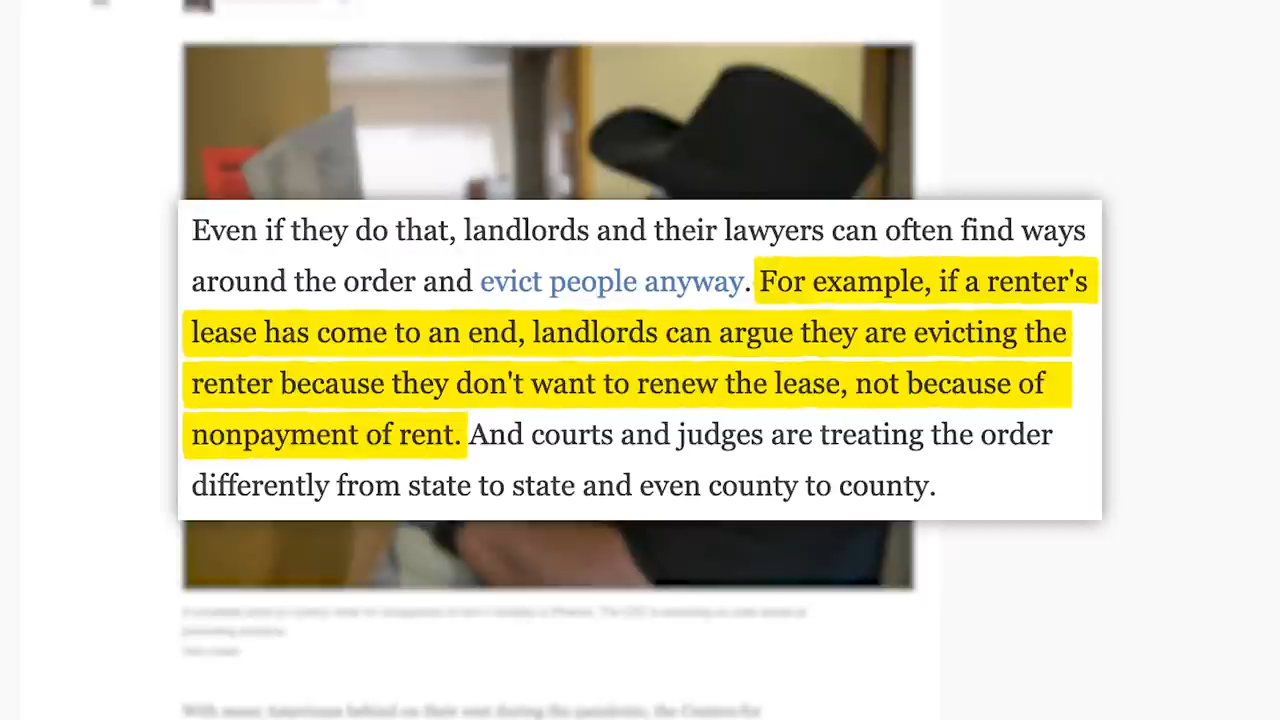 Even if they do that, landlords and their lawyers can often find ways
around the order and evict people anyway. For example, if a renter's
lease has come to an end, landlords can argue they are evicting the
renter because they don't want to renew the lease, not because of
nonpayment of rent. And courts and judges are treating the order
differently from state to state and even county to county.